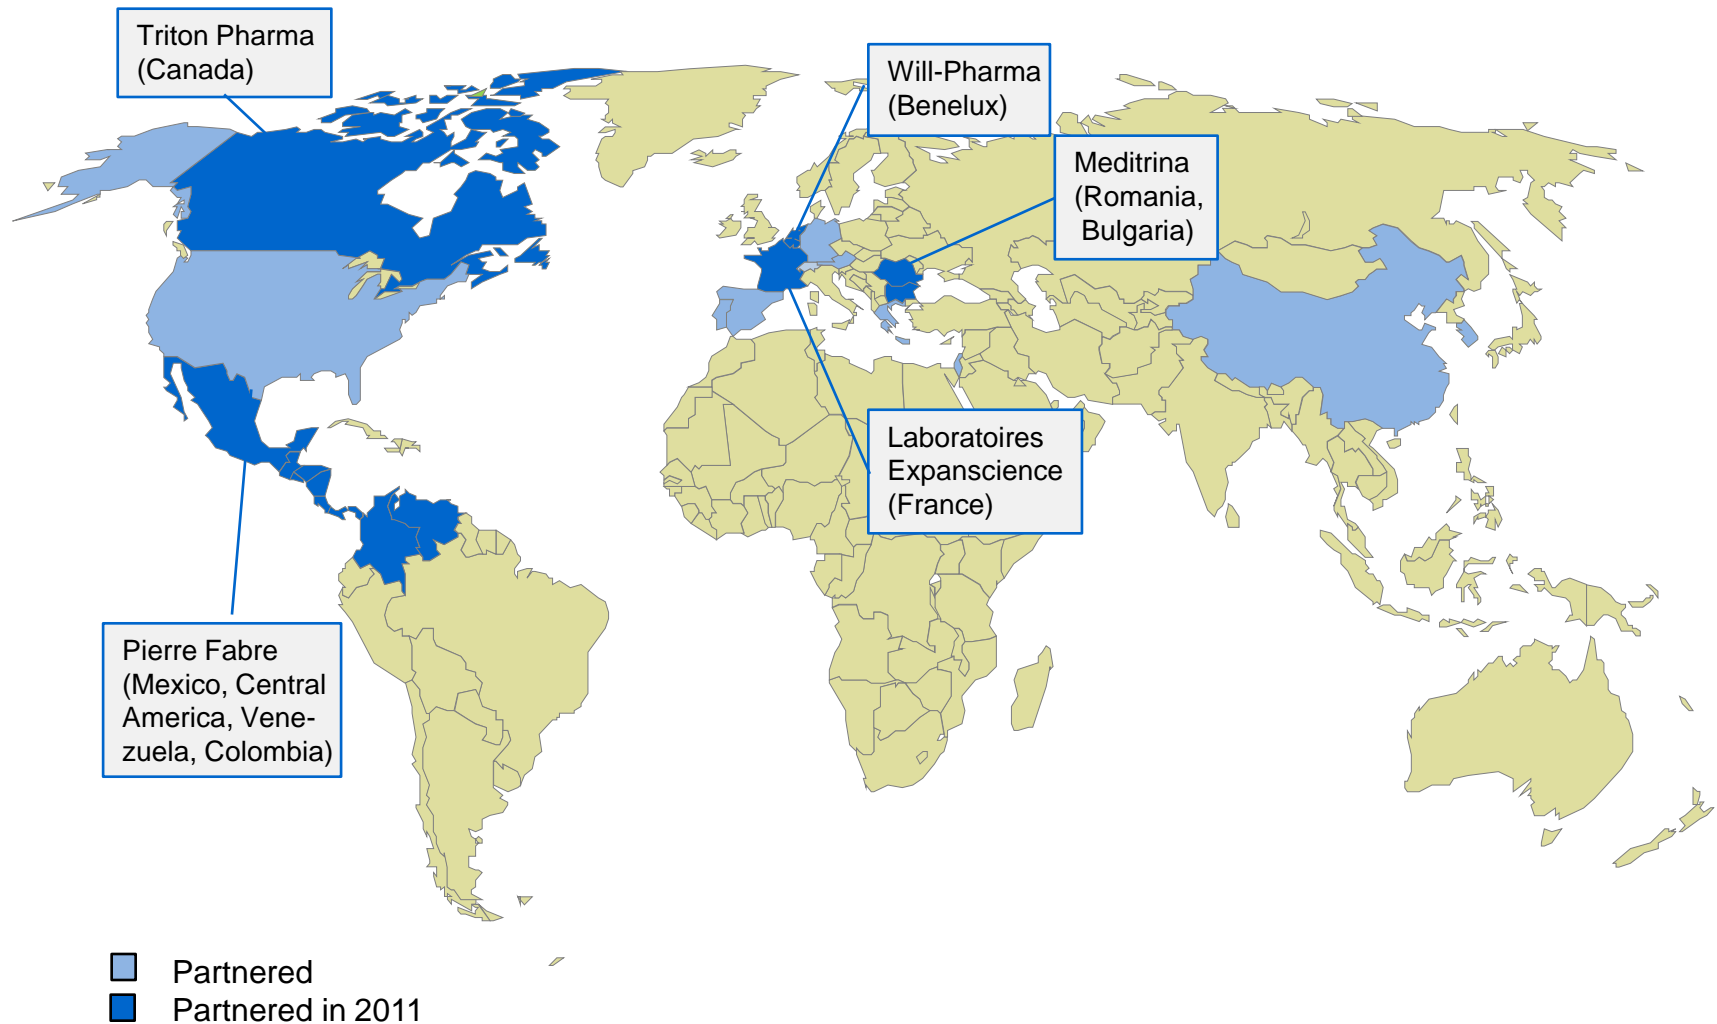 Triton Pharma
(Canada)
Will-Pharma
(Benelux)
Meditrina
(Romania,
Bulgaria)
Laboratoires
Expanscience
(France)
Pierre Fabre
(Mexico, Central
America, Vene-
zuela, Colombia)
Partnered
Partnered in 2011